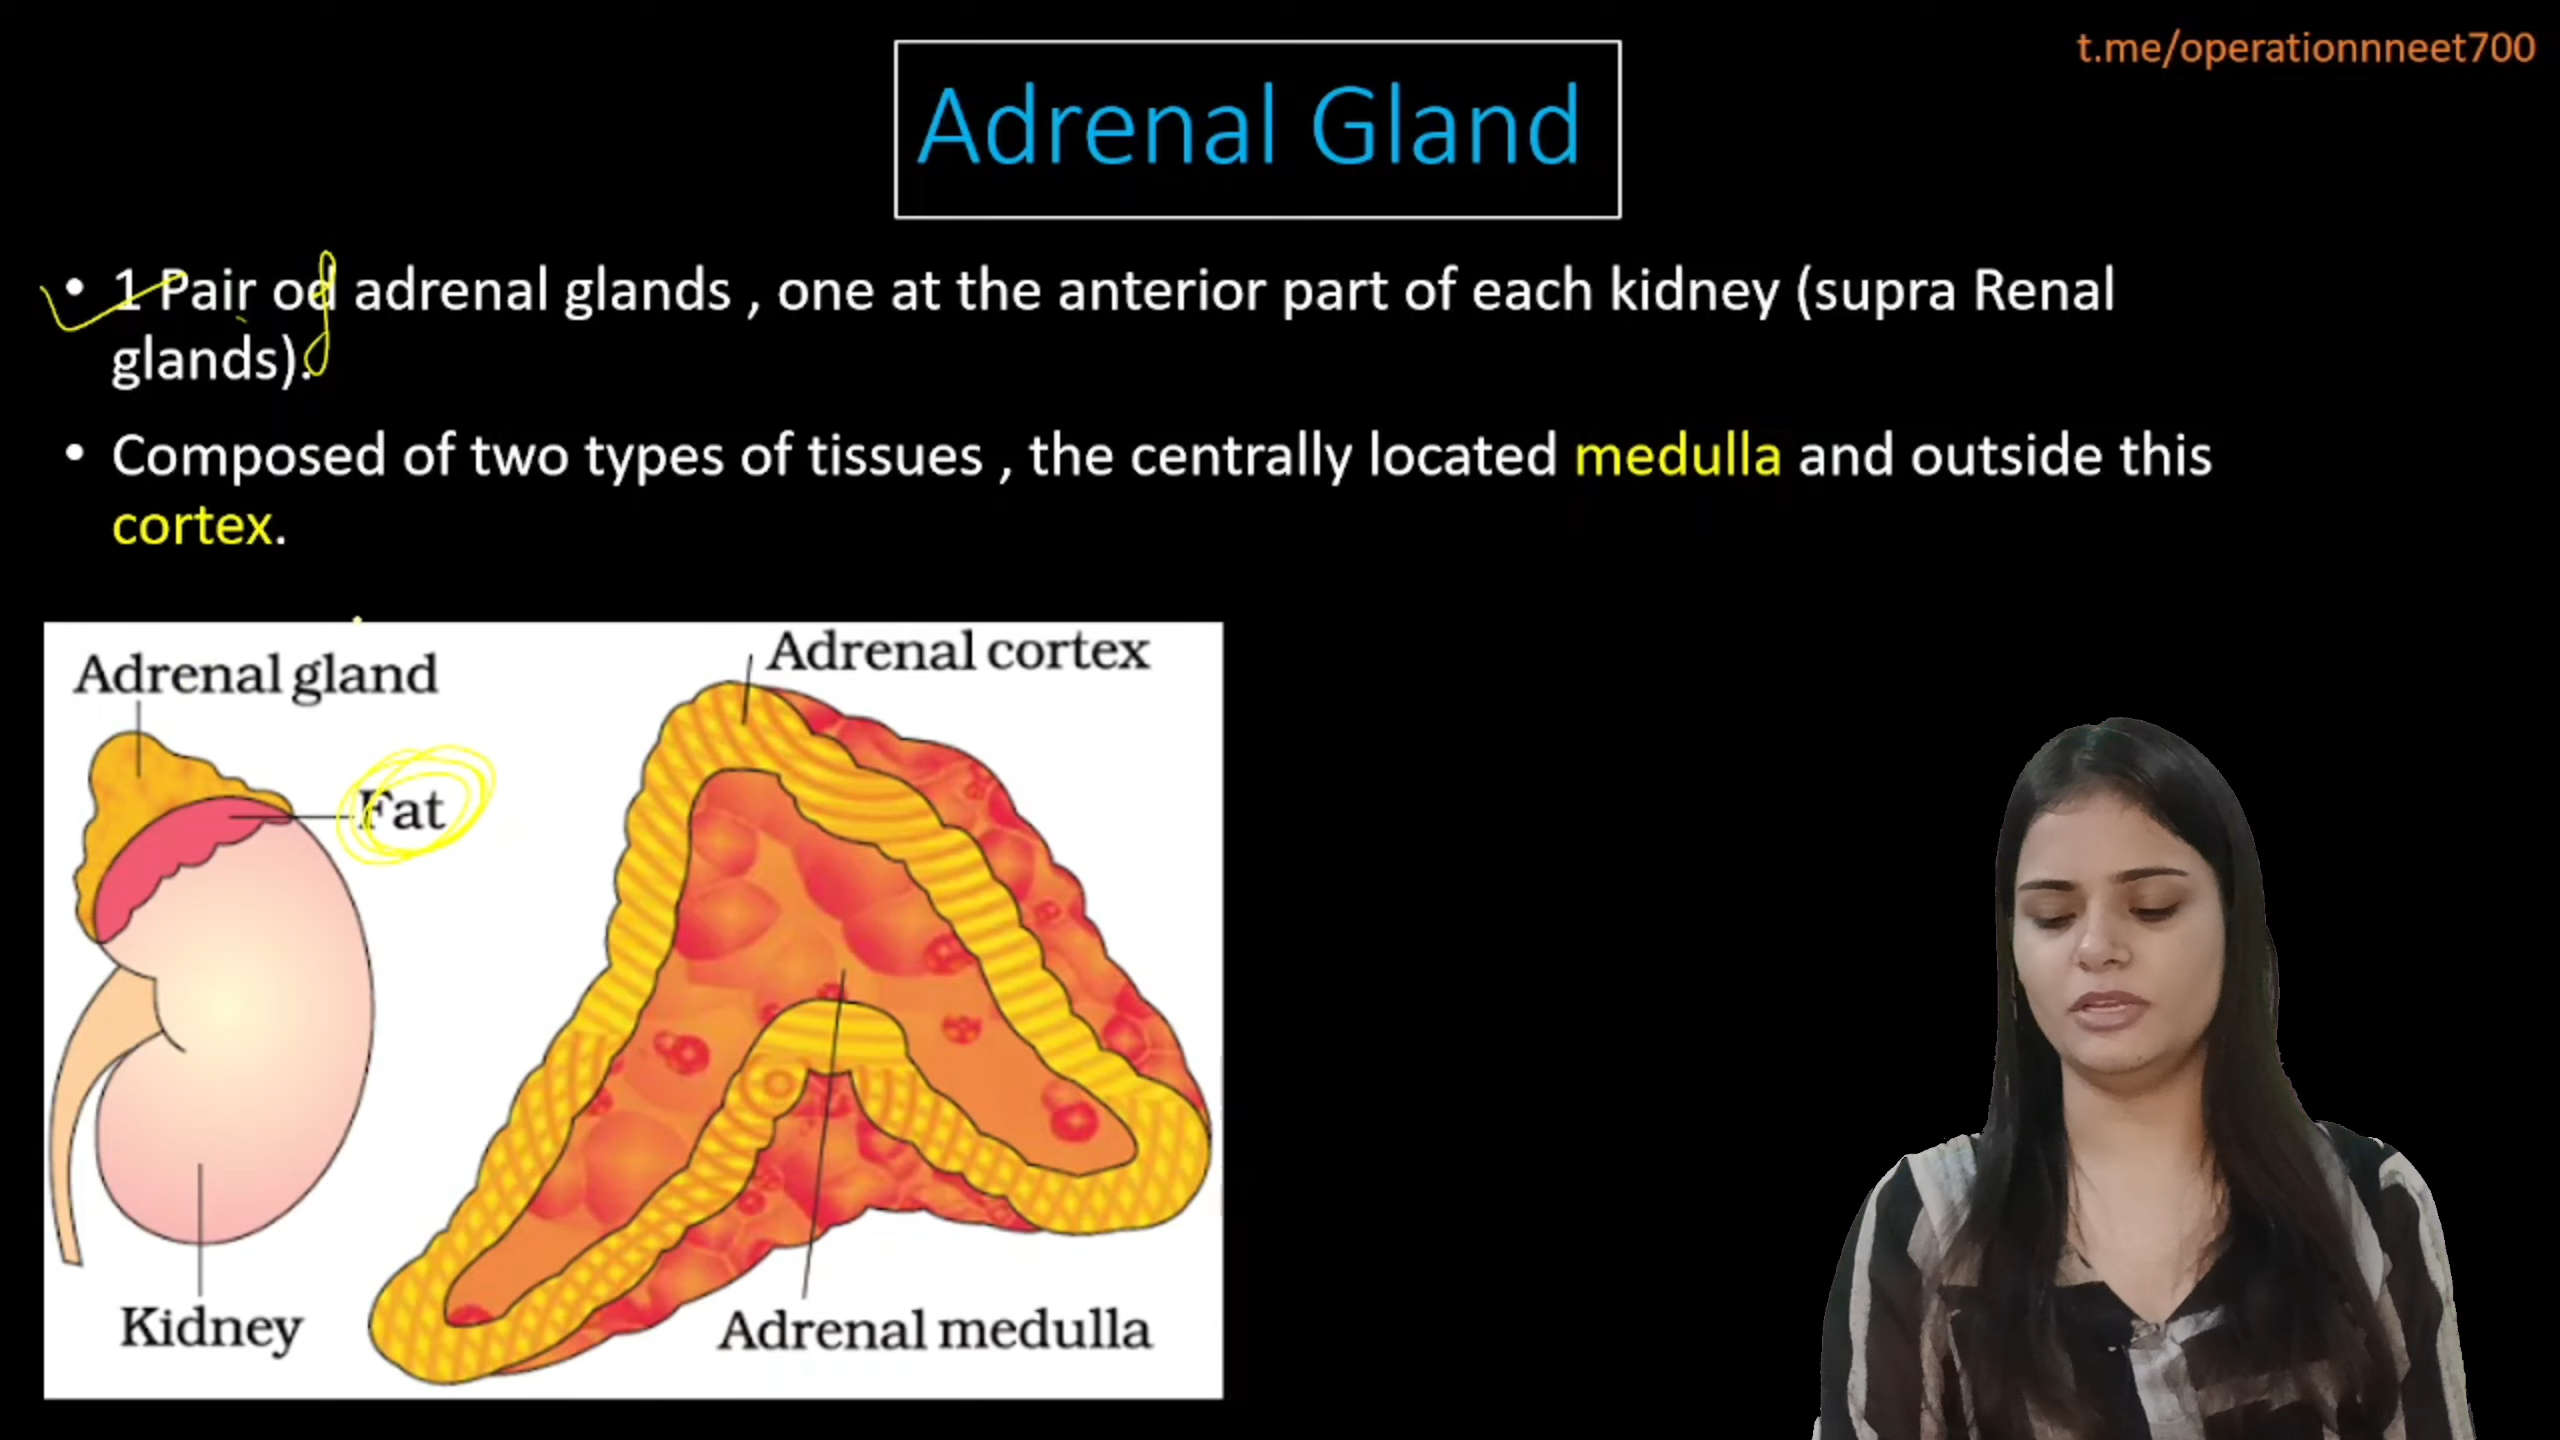 t.me/operationnneet700
Adrenal Gland
• 1 Pair od adrenal glands , one at the anterior part of each kidney (supra Renal
glands).
• Composed of two types of tissues , the centrally located medulla and outside this
cortex.
Adrenal gland
Adrenal cortex
Fat
Kidney
Adrenal medulla